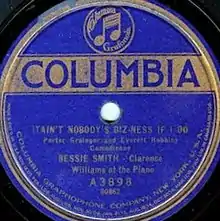 Columbia
Grafonola
COLUMBIA
'TAIN'T NOBODY'S BIZ-NESS IF I DO
Porter Grainger and Everett Robbins
Comedienne
BESSIE SMITH - Clarence
Williams at the Piano
A3898
COLUMBIA GRAPHOPHONE COMPANY, NEW YORK, U.S.A.